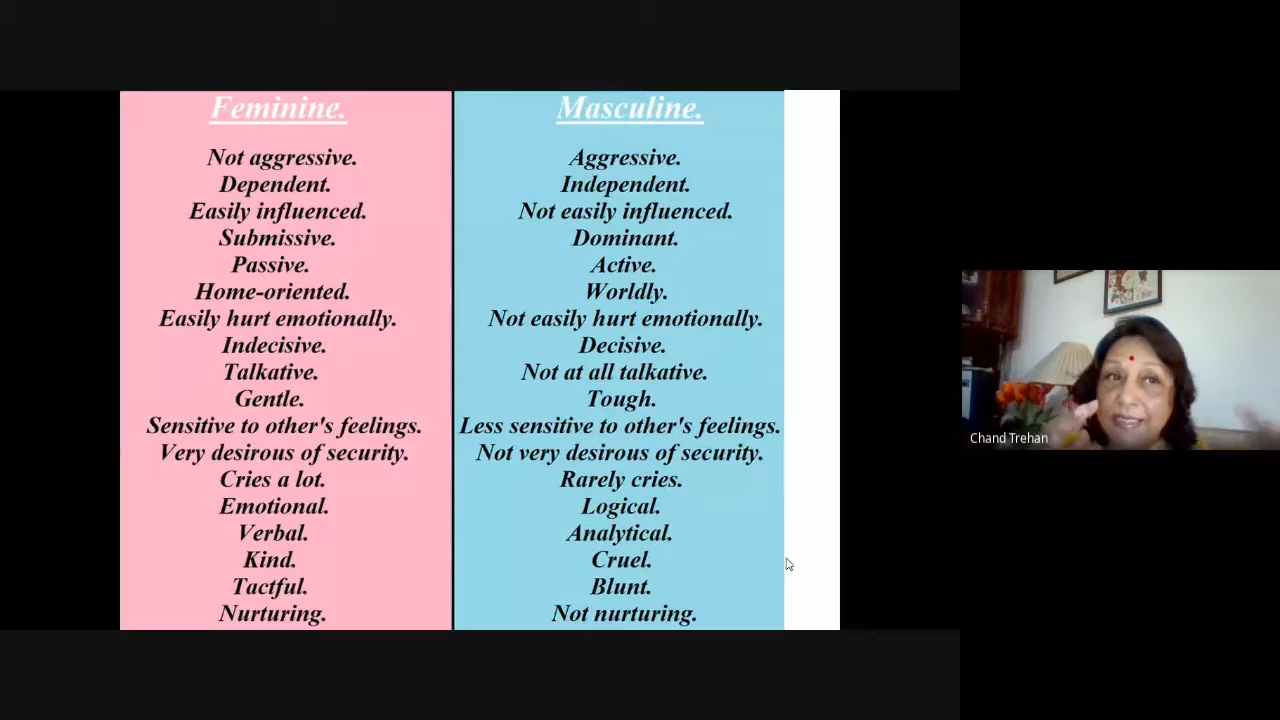 Feminine.
Not aggressive.
Dependent.
Easily influenced.
Submissive.
Passive.
Home-oriented.
Easily hurt emotionally.
Indecisive.
Talkative.
Gentle.
Sensitive to other's feelings.
Very desirous of security.
Cries a lot.
Emotional.
Verbal.
Kind.
Tactful.
Nurturing.
Masculine.
Aggressive.
Independent.
Not easily influenced.
Dominant.
Active.
Worldly.
Not easily hurt emotionally.
Decisive.
Not at all talkative.
Tough.
Less sensitive to other's feelings.
Not very desirous of security.
Rarely cries.
Logical.
Analytical.
Cruel.
Blunt.
Not nurturing.
Chand Trehan